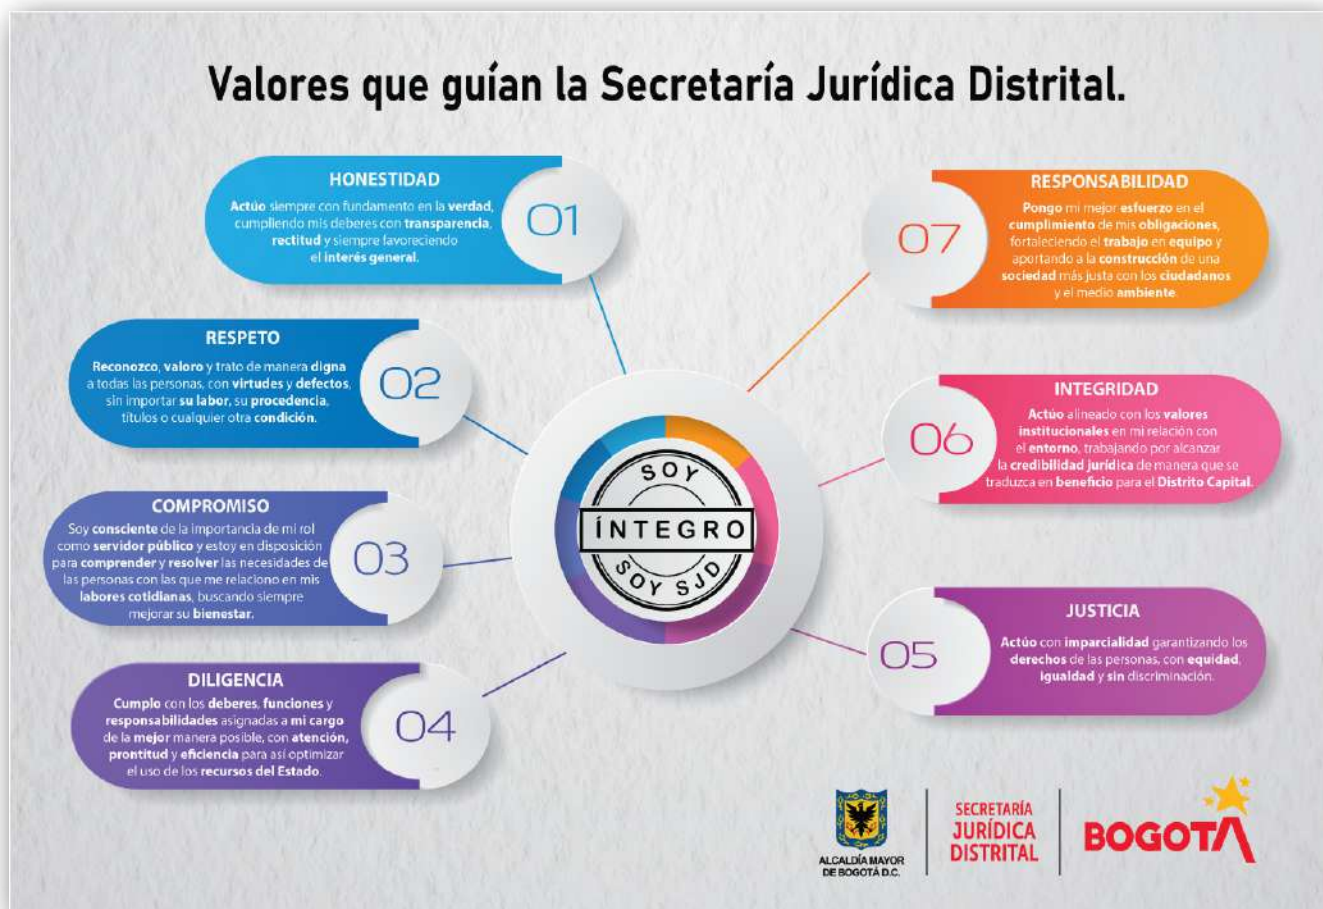 Valores que guían la Secretaría Jurídica Distrital.
HONESTIDAD
Actúo siempre con fundamento en la verdad,
cumpliendo mis deberes con transparencia,
rectitud y siempre favoreciendo
el interés general.
01
RESPETO
Reconozco, valoro y trato de manera digna
a todas las personas, con virtudes y defectos,
sin importar su labor, su procedencia,
títulos o cualquier otra condición.
02
COMPROMISO
Soy consciente de la importancia de mi rol
como servidor público y estoy en disposición
para comprender y resolver las necesidades de
las personas con las que me relaciono en mis
labores cotidianas, buscando siempre
mejorar su bienestar.
03
DILIGENCIA
Cumplo con los deberes, funciones y
responsabilidades asignadas a mi cargo
de la mejor manera posible, con atención,
prontitud y eficiencia para así optimizar
el uso de los recursos del Estado.
04
SOY
ÍNTEGRO
SOY SJD
05
JUSTICIA
Actúo con imparcialidad garantizando los
derechos de las personas, con equidad,
igualdad y sin discriminación.
06
INTEGRIDAD
Actúo alineado con los valores
institucionales en mi relación con
el entorno, trabajando por alcanzar
la credibilidad jurídica de manera que se
traduzca en beneficio para el Distrito Capital.
07
RESPONSABILIDAD
Pongo mi mejor esfuerzo en el
cumplimiento de mis obligaciones,
fortaleciendo el trabajo en equipo y
aportando a la construcción de una
sociedad más justa con los ciudadanos
y el medio ambiente.
ALCALDÍA MAYOR
DE BOGOTÁ D.C.
SECRETARÍA
JURÍDICA
DISTRITAL
BOGOTÁ